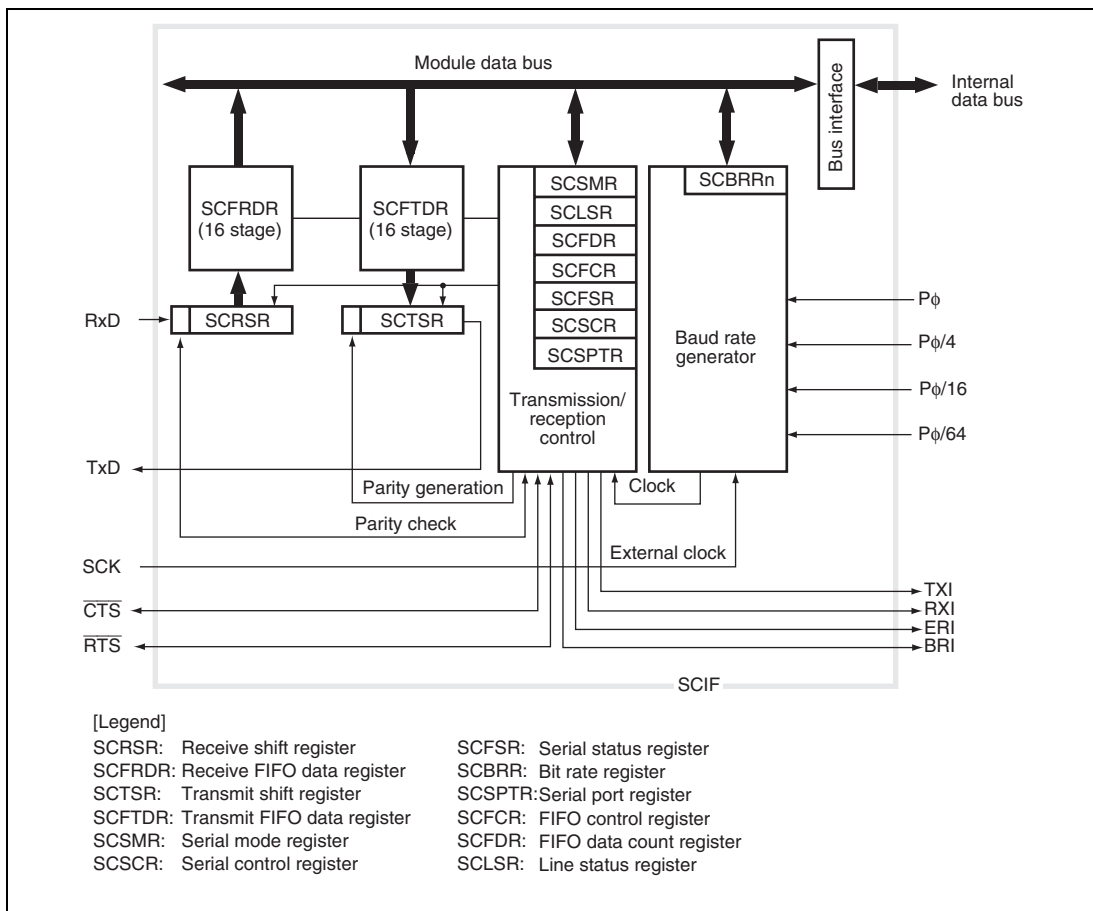 Module data bus
Bus interface
Internal
data bus
SCFRDR
(16 stage)
SCFTDR
(16 stage)
SCSMR
SCLSR
SCFDR
SCFCR
SCFSR
SCSCR
SCSPTR
Transmission/
reception
control
SCBRRn
Baud rate
generator
Pφ
Pφ/4
Pφ/16
Pφ/64
RxD
SCRSR
SCTSR
TxD
Parity generation
Parity check
Clock
External clock
SCK
CTS
RTS
TXI
RXI
ERI
BRI
SCIF
[Legend]
SCRSR: Receive shift register
SCFRDR: Receive FIFO data register
SCTSR: Transmit shift register
SCFTDR: Transmit FIFO data register
SCSMR: Serial mode register
SCSCR: Serial control register
SCFSR: Serial status register
SCBRR: Bit rate register
SCSPTR:Serial port register
SCFCR: FIFO control register
SCFDR: FIFO data count register
SCLSR: Line status register